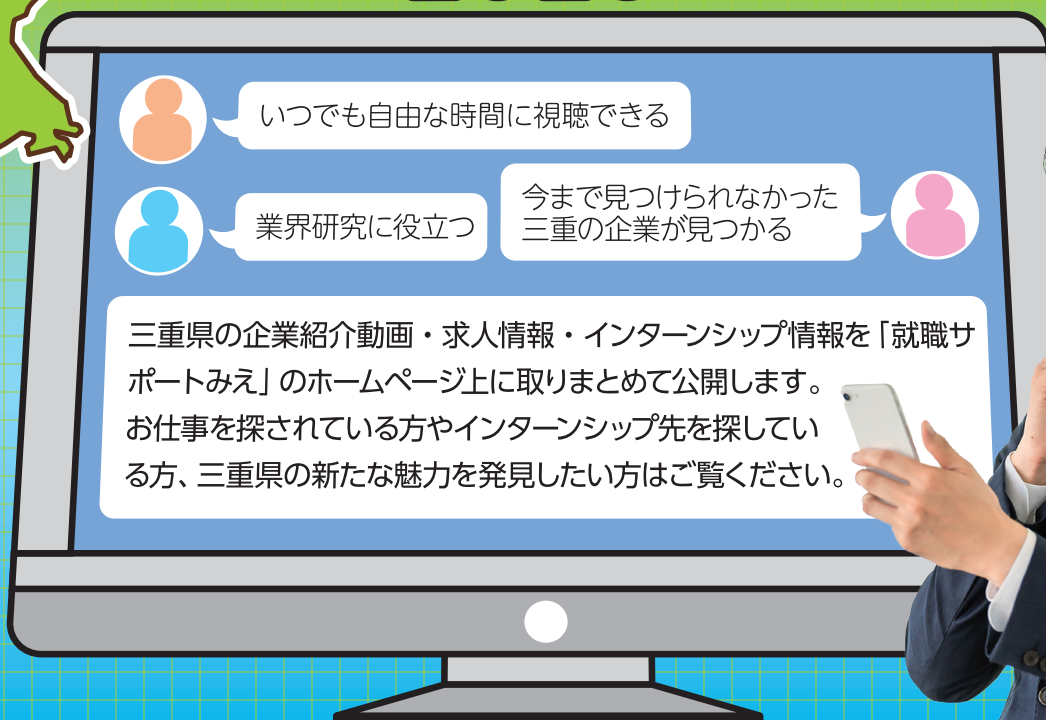 いつでも自由な時間に視聴できる
業界研究に役立つ
今まで見つけられなかった
三重の企業が見つかる
三重県の企業紹介動画・求人情報・インターンシップ情報を「就職サ
ポートみえ」のホームページ上に取りまとめて公開します。
お仕事を探されている方やインターンシップ先を探してい
る方、三重県の新たな魅力を発見したい方はご覧ください。